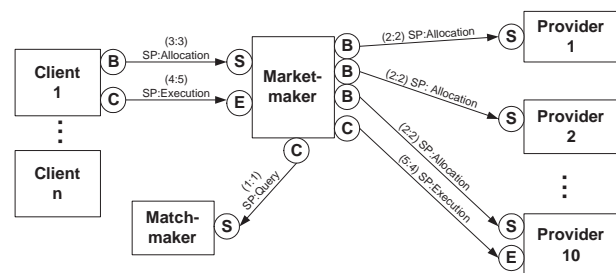 Client
1
B
C
(3:3)
SP:Allocation
(4:5)
SP:Execution
S
E
Market-
maker
B
B
B
C
C
(2:2) SP:Allocation
(2:2) SP: Allocation
(2:2) SP:Allocation
(5:4) SP:Execution
S
Provider
1
S
Provider
2
S
E
Provider
10
Client
n
(1:1)
SP:Query
Match-
maker
S